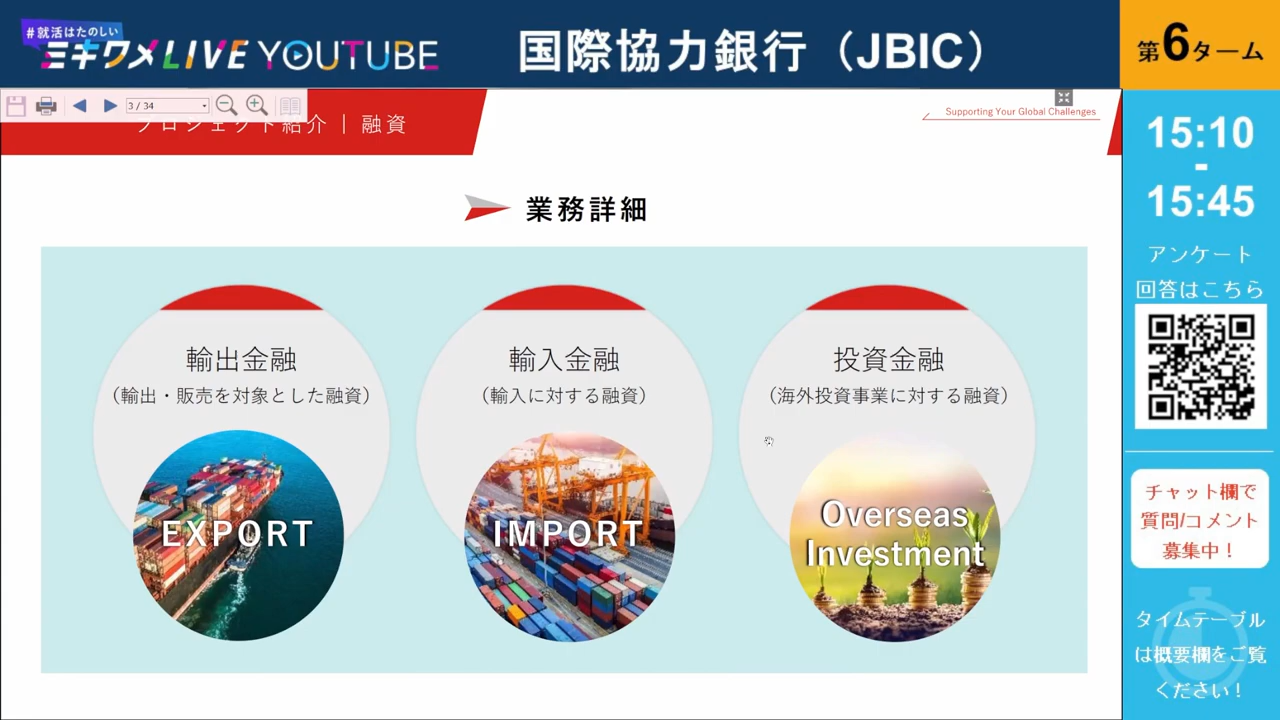 #就活はたのしい
ミキワメLIVE YOUTUBE
国際協力銀行（JBIC）
第6ターム
3 / 34
プロジェクト紹介｜融資
Supporting Your Global Challenges
業務詳細
輸出金融
（輸出・販売を対象とした融資）
EXPORT
輸入金融
（輸入に対する融資）
IMPORT
投資金融
（海外投資事業に対する融資）
Overseas
Investment
15:10
-
15:45
アンケート
回答はこちら
チャット欄で
質問/コメント
募集中！
タイムテーブル
は概要欄をご覧
ください！